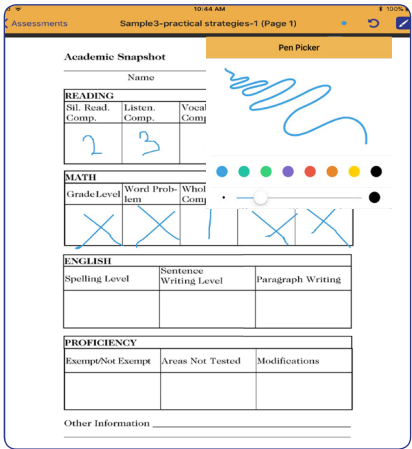 10:44 AM 100%
Assessments Sample3-practical strategies-1 (Page 1)
Pen Picker
Academic Snapshot
Name
READING
Sil. Read. Listen. Vocal
Comp. Comp. Comp
2 3
MATH
Grade Level Word Prob- Whol
lem Comp
X X | X X
ENGLISH
Sentence
Spelling Level Writing Level Paragraph Writing
PROFICIENCY
Exempt/Not Exempt Areas Not Tested Modifications
Other Information